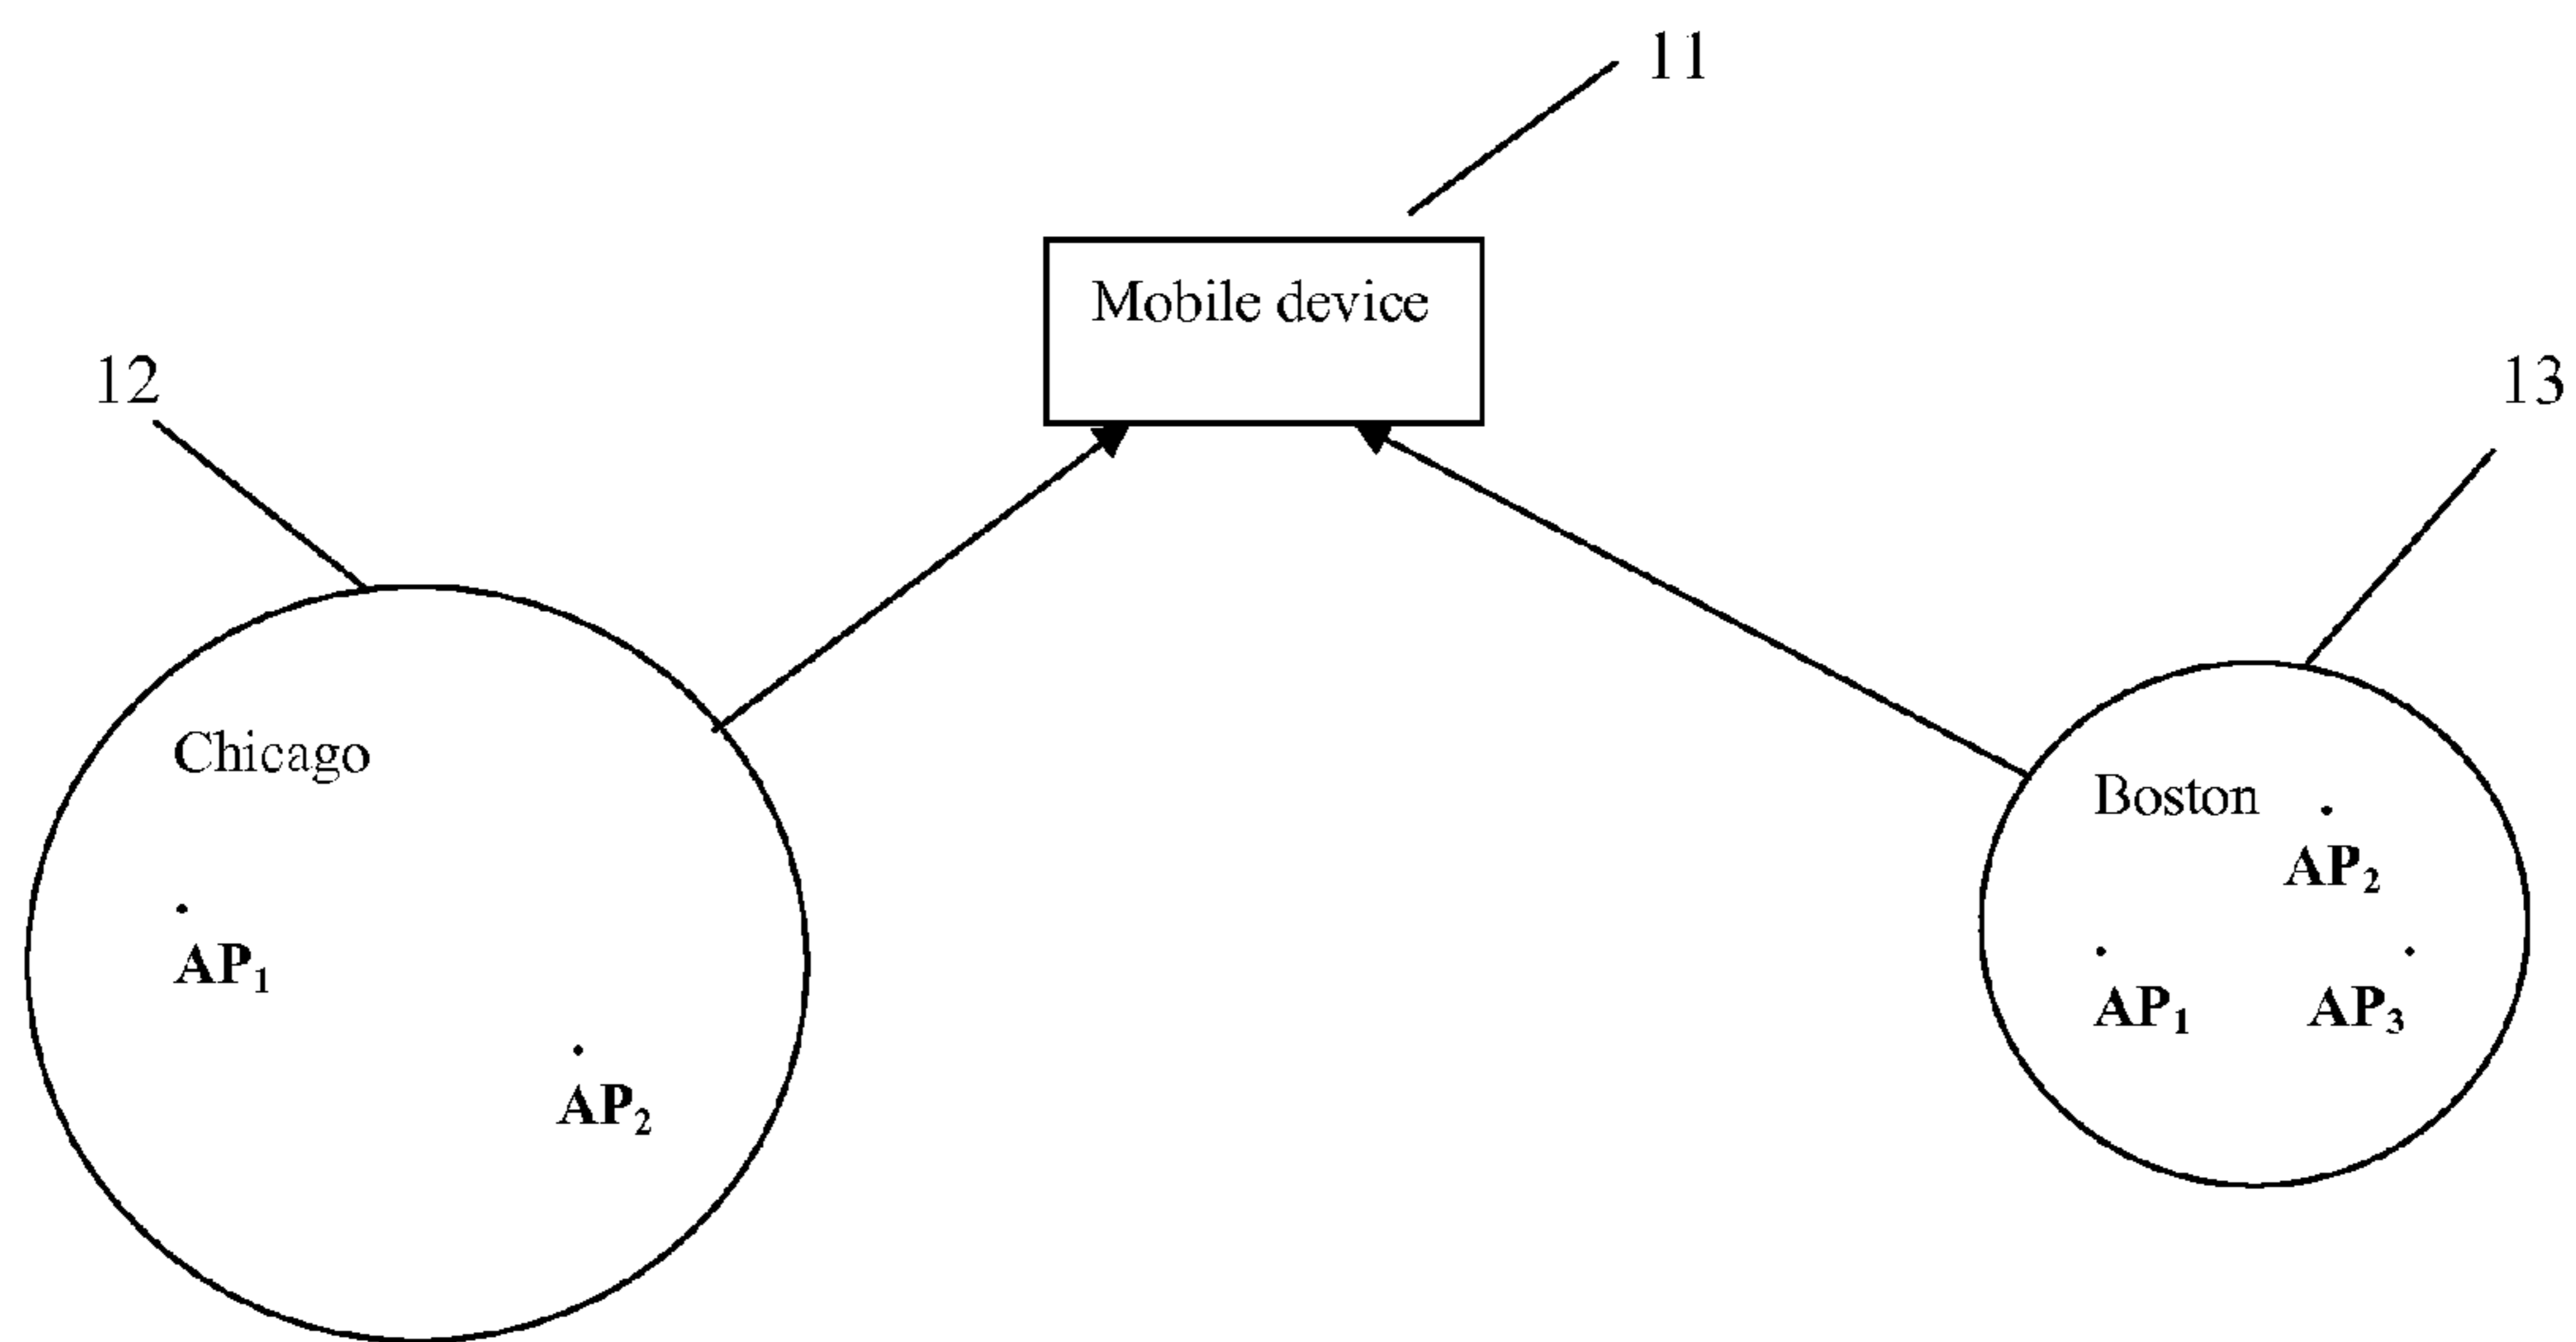 11
Mobile device
12
13
Chicago
Boston
AP₂
AP₁
AP₁
AP₃
AP₂